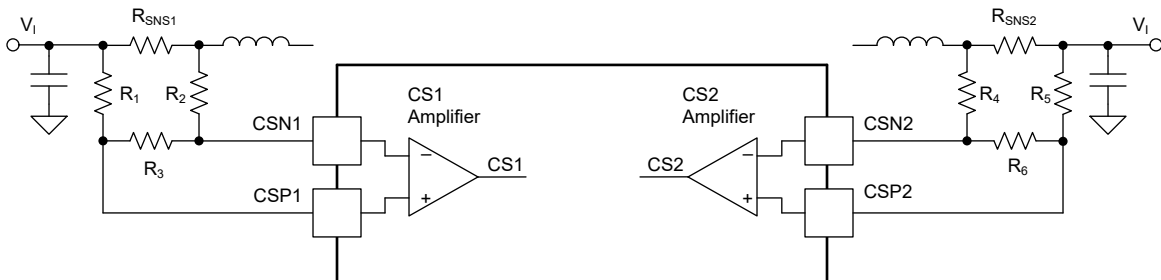 V_I
R_SNS1
R_SNS2
V_I
R_1
R_2
CS1
Amplifier
CS2
Amplifier
R_4
R_5
R_3
CSN1
−
CS1
CS2
−
CSN2
R_6
CSP1
+
+
CSP2